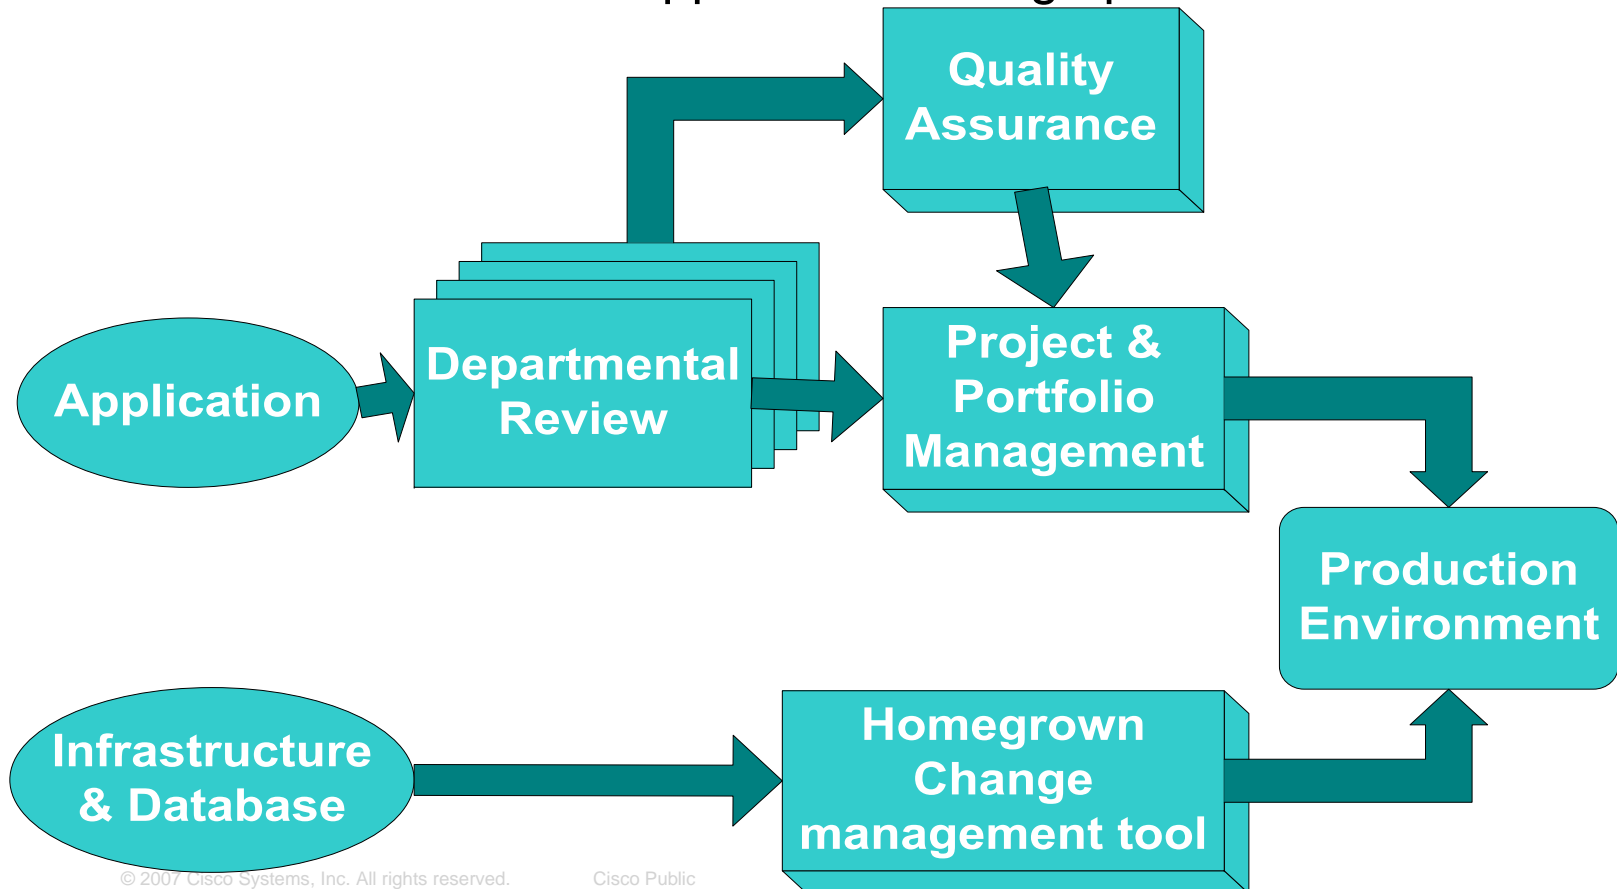 Quality
Assurance
Departmental
Review
Project &
Portfolio
Management
Application
Production
Environment
Infrastructure
& Database
Homegrown
Change
management tool
© 2007 Cisco Systems, Inc. All rights reserved. Cisco Public